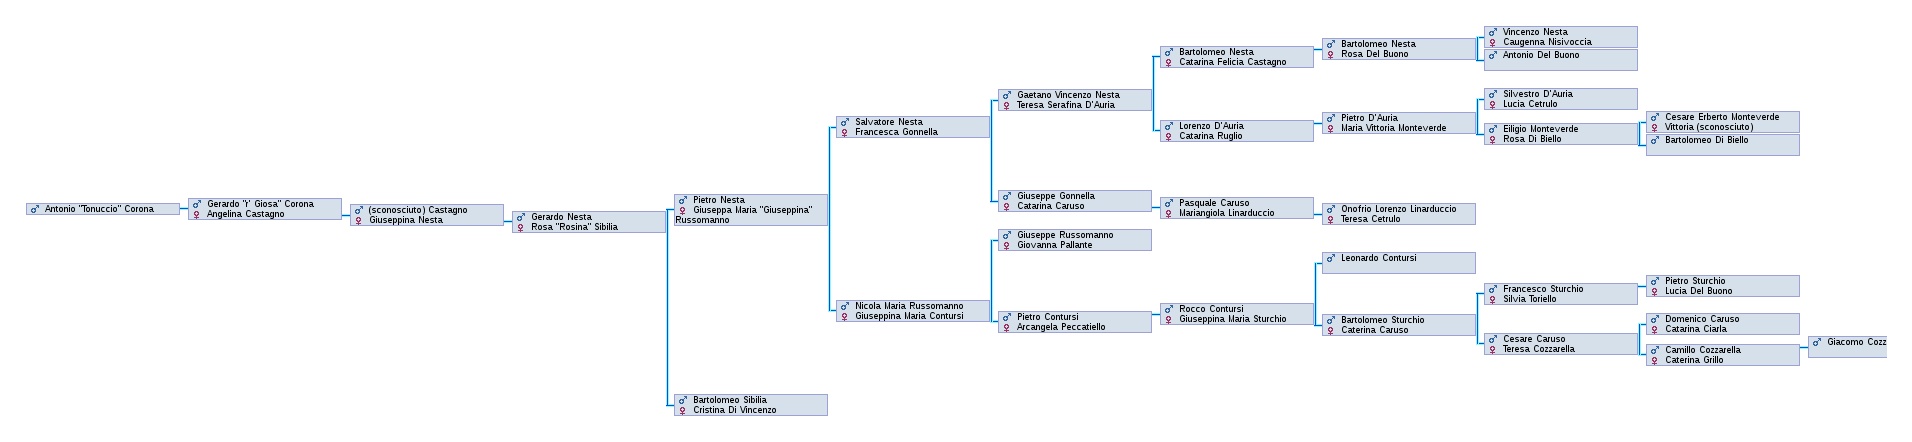 Antonio "Tonuccio" Corona
Gerardo "r' Giosa" Corona
Angelina Castagno
(sconosciuto) Castagno
Giuseppina Nesta
Gerardo Nesta
Rosa "Rosina" Sibilia
Pietro Nesta
Giuseppa Maria "Giuseppina"
Russomanno
Bartolomeo Sibilia
Cristina Di Vincenzo
Salvatore Nesta
Francesca Gonnella
Nicola Maria Russomanno
Giuseppina Maria Contursi
Gaetano Vincenzo Nesta
Teresa Serafina D'Auria
Giuseppe Gonnella
Catarina Caruso
Giuseppe Russomanno
Giovanna Pallante
Pietro Contursi
Arcangela Peccatiello
Bartolomeo Nesta
Catarina Felicia Castagno
Lorenzo D'Auria
Catarina Ruglio
Pasquale Caruso
Mariangiola Linarduccio
Rocco Contursi
Giuseppina Maria Sturchio
Bartolomeo Nesta
Rosa Del Buono
Pietro D'Auria
Maria Vittoria Monteverde
Onofrio Lorenzo Linarduccio
Teresa Cetrulo
Leonardo Contursi
Bartolomeo Sturchio
Caterina Caruso
Vincenzo Nesta
Caugenna Nisivoccia
Antonio Del Buono
Silvestro D'Auria
Lucia Cetrulo
Eiligio Monteverde
Rosa Di Biello
Francesco Sturchio
Silvia Toriello
Cesare Caruso
Teresa Cozzarella
Cesare Erberto Monteverde
Vittoria (sconosciuto)
Bartolomeo Di Biello
Pietro Sturchio
Lucia Del Buono
Domenico Caruso
Catarina Ciarla
Camillo Cozzarella
Caterina Grillo
Giacomo Cozz